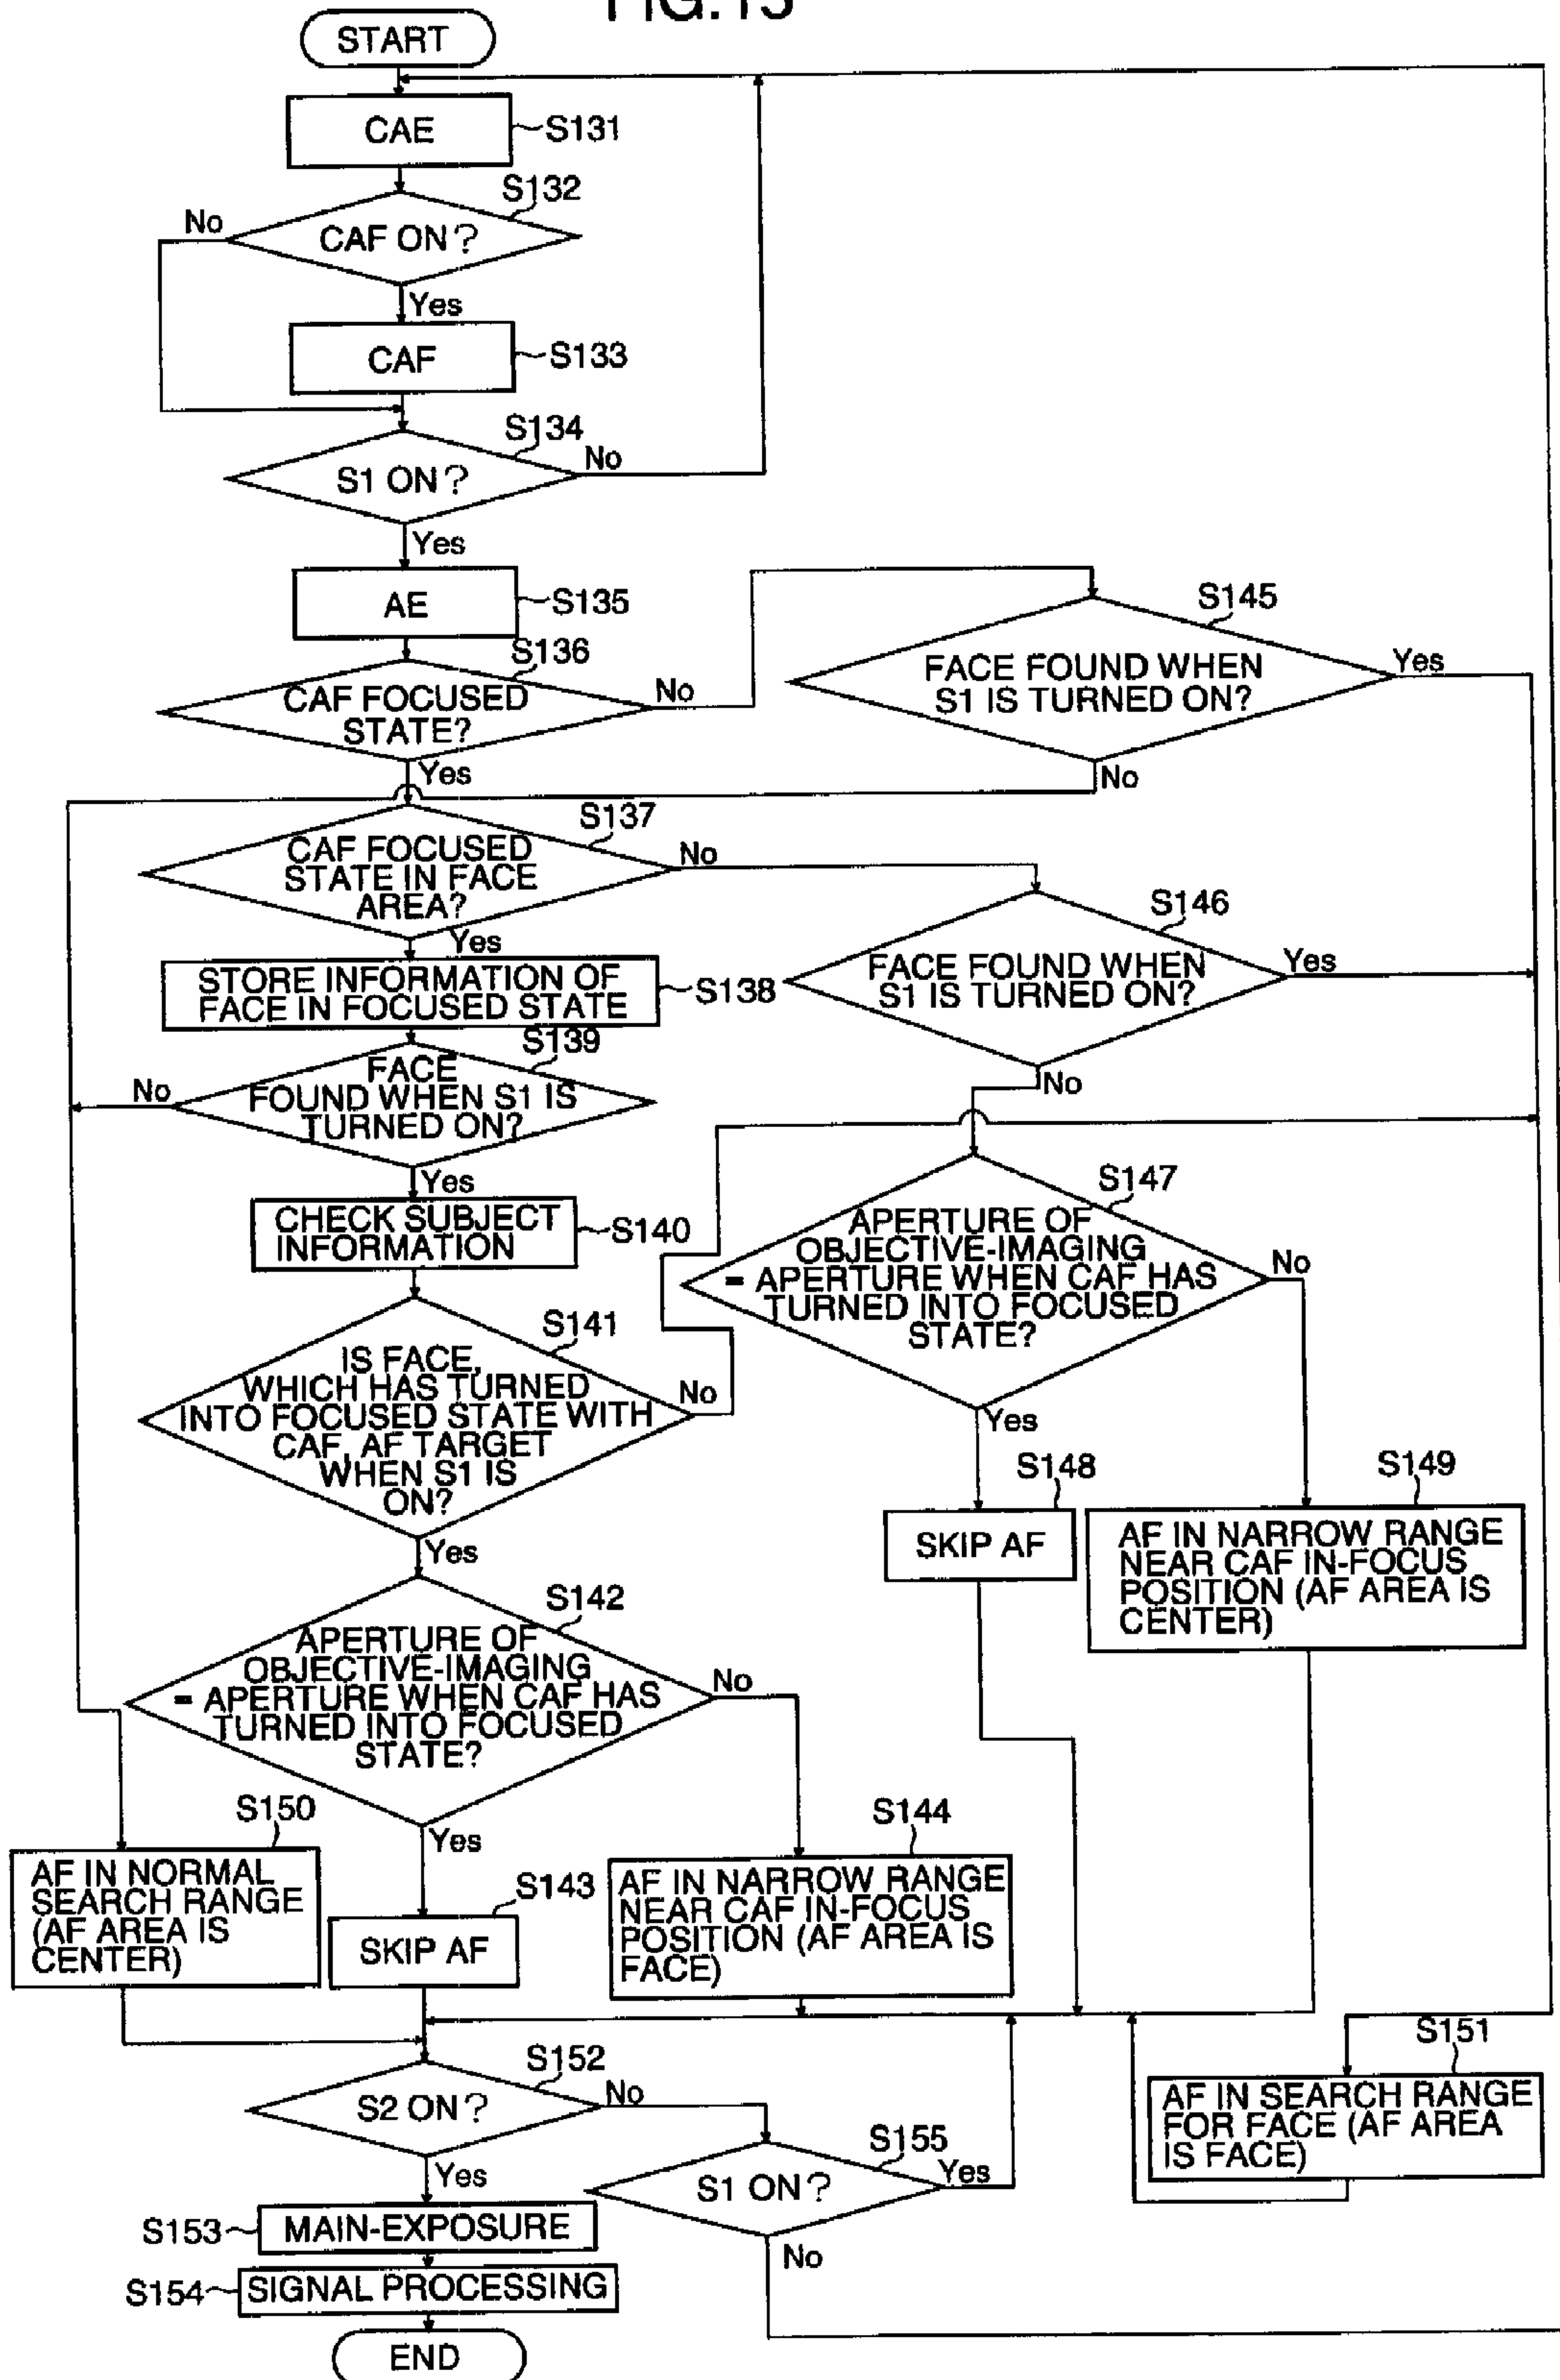 FIG.13
START
CAE
S131
S132
No
CAF ON?
Yes
CAF
S133
S134
No
S1 ON?
Yes
AE
S135
S136
CAF FOCUSED
STATE?
No
Yes
S145
FACE FOUND WHEN
S1 IS TURNED ON?
Yes
No
S137
CAF FOCUSED
STATE IN FACE
AREA?
No
Yes
S146
FACE FOUND WHEN
S1 IS TURNED ON?
Yes
No
STORE INFORMATION OF
FACE IN FOCUSED STATE
S138
S139
No
FACE
FOUND WHEN S1 IS
TURNED ON?
Yes
CHECK SUBJECT
INFORMATION
S140
S147
APERTURE OF
OBJECTIVE-IMAGING
= APERTURE WHEN CAF HAS
TURNED INTO FOCUSED
STATE?
No
Yes
S141
IS FACE,
WHICH HAS TURNED
INTO FOCUSED STATE WITH
CAF, AF TARGET
WHEN S1 IS
ON?
No
Yes
S148
SKIP AF
S149
AF IN NARROW RANGE
NEAR CAF IN-FOCUS
POSITION (AF AREA IS
CENTER)
S142
APERTURE OF
OBJECTIVE-IMAGING
= APERTURE WHEN CAF HAS
TURNED INTO FOCUSED
STATE?
No
Yes
S150
AF IN NORMAL
SEARCH RANGE
(AF AREA IS
CENTER)
S143
SKIP AF
S144
AF IN NARROW RANGE
NEAR CAF IN-FOCUS
POSITION (AF AREA IS
FACE)
S151
AF IN SEARCH RANGE
FOR FACE (AF AREA
IS FACE)
S152
S2 ON?
No
Yes
S155
S1 ON?
Yes
No
S153
MAIN-EXPOSURE
S154
SIGNAL PROCESSING
END